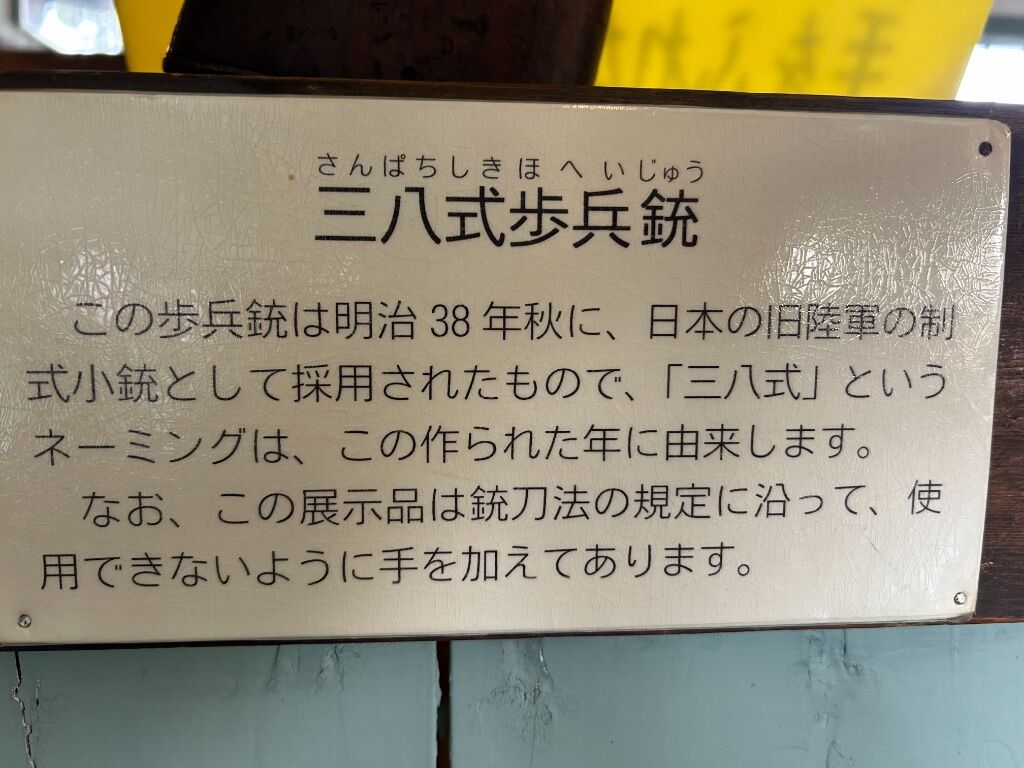 さんぱちしきほへいじゅう
三八式歩兵銃
この歩兵銃は明治38年秋に、日本の旧陸軍の制
式小銃として採用されたもので、「三八式」という
ネーミングは、この作られた年に由来します。
なお、この展示品は銃刀法の規定に沿って、使
用できないように手を加えてあります。